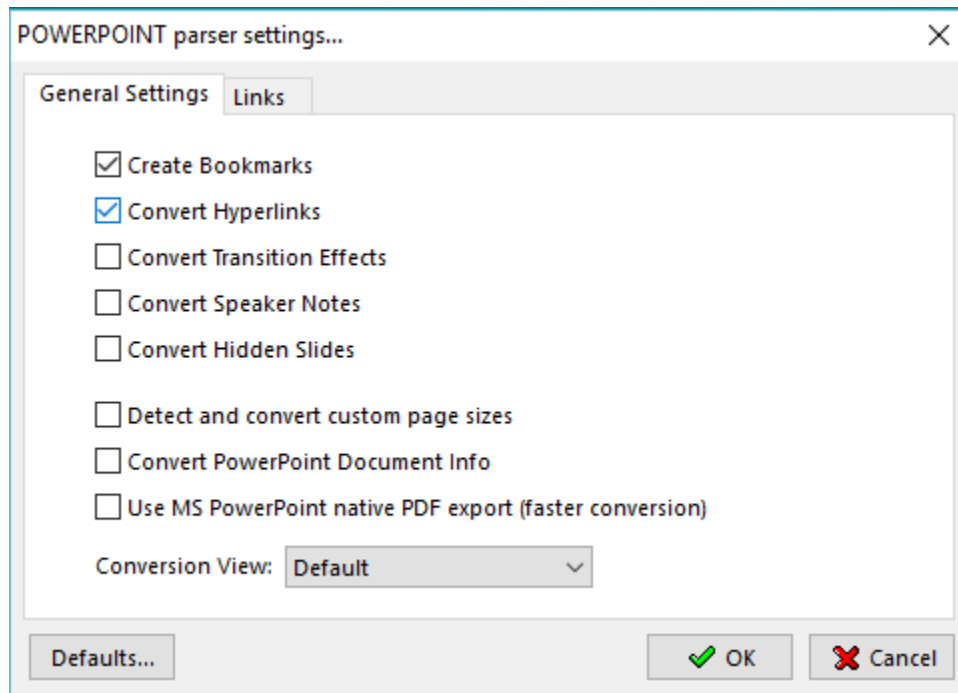 POWERPOINT parser settings...
General Settings
Links
Create Bookmarks
Convert Hyperlinks
Convert Transition Effects
Convert Speaker Notes
Convert Hidden Slides
Detect and convert custom page sizes
Convert PowerPoint Document Info
Use MS PowerPoint native PDF export (faster conversion)
Conversion View: Default
Defaults... OK Cancel